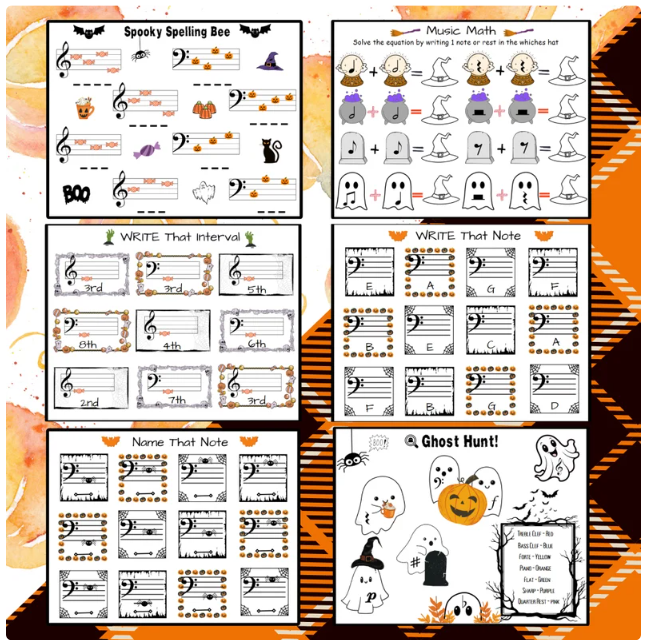 Spooky Spelling Bee
BOO
Music Math
Solve the equation by writing 1 note or rest in the whiches hat
WRITE That Interval
3rd 3rd 5th
8th 4th 6th
2nd 7th 3rd
WRITE That Note
E A G F
B E C A
F B G D
Name That Note
BOO!
Ghost Hunt!
Treble Clef - Red
Bass Clef - Blue
Forte - Yellow
Piano - Orange
Flat - Green
Sharp - Purple
Quarter Rest - Pink